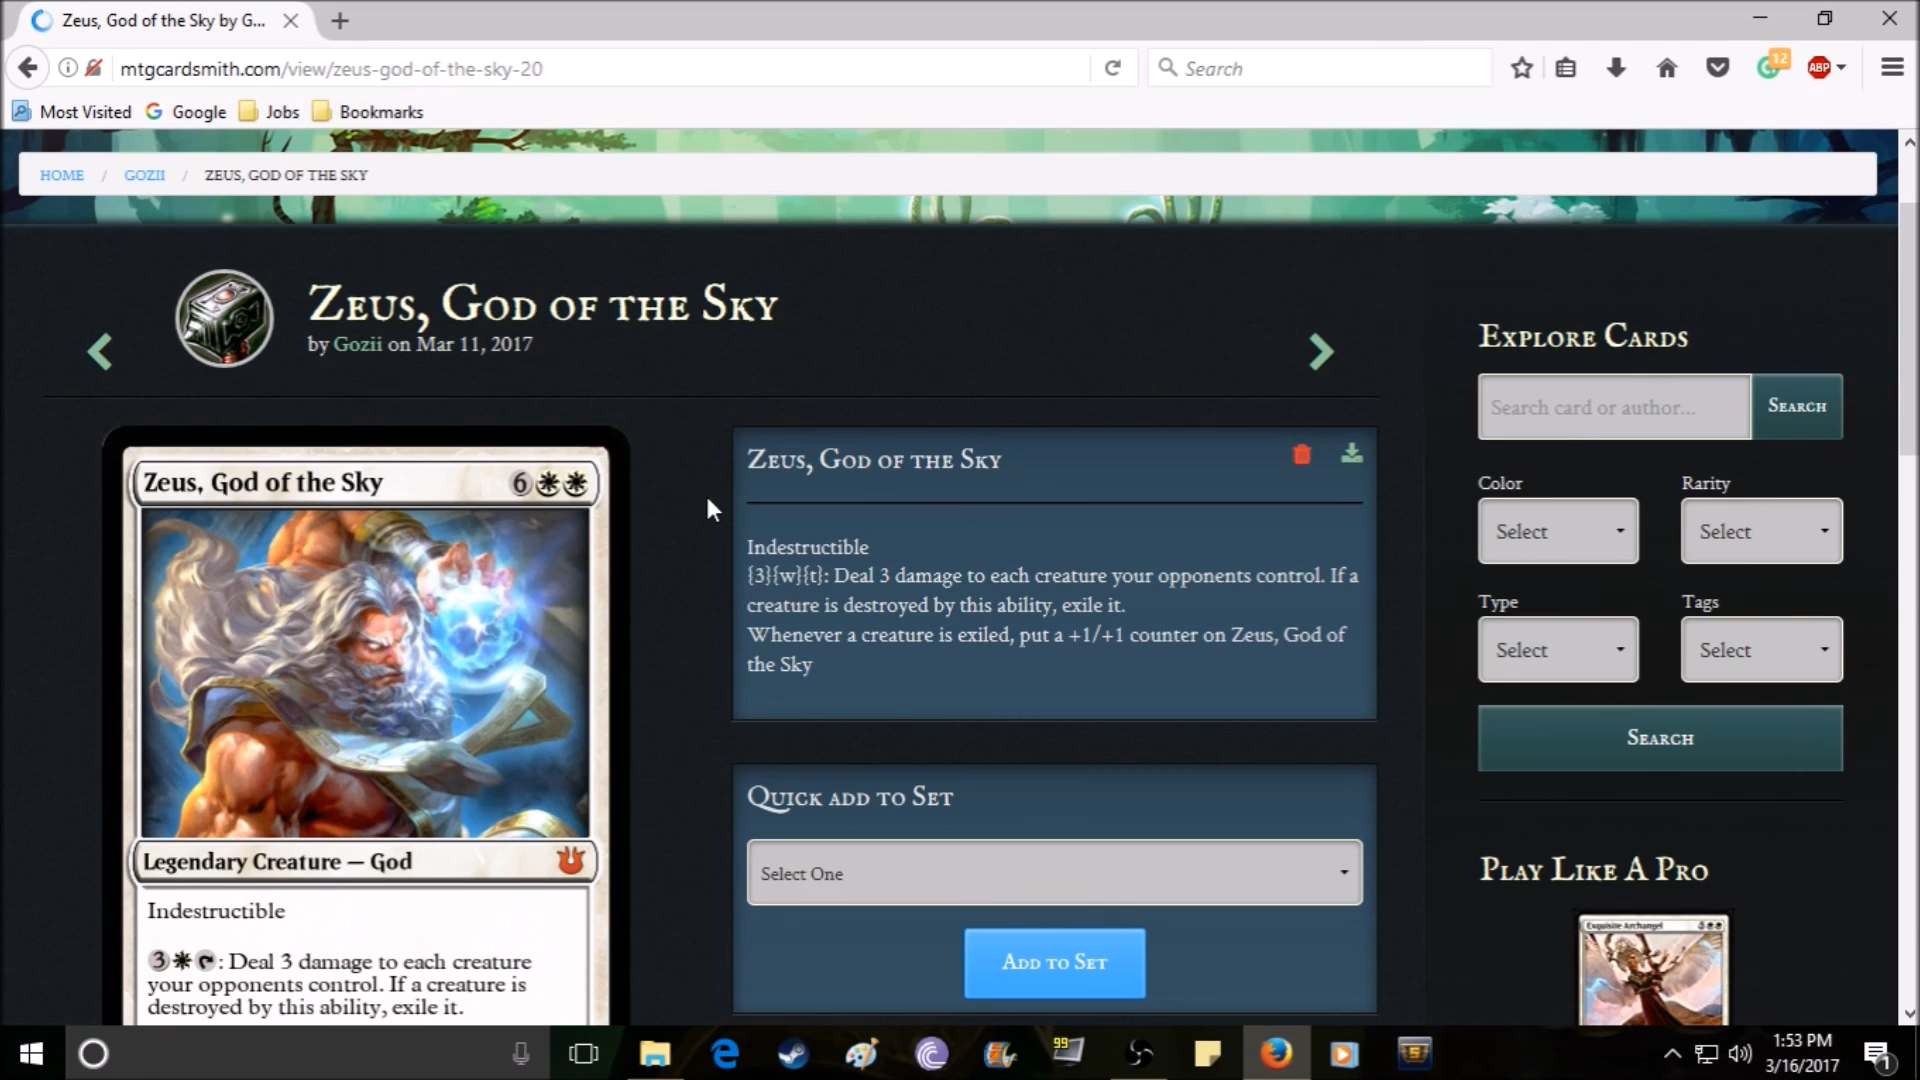 Zeus, God of the Sky by G...
mtgcardsmith.com/view/zeus-god-of-the-sky-20
Search
12
ABP
Most Visited
Google
Jobs
Bookmarks
HOME / GOZII / ZEUS, GOD OF THE SKY
Zeus, God of the Sky
by Gozii on Mar 11, 2017
Zeus, God of the Sky
6
Legendary Creature — God
Indestructible
3 : Deal 3 damage to each creature
your opponents control. If a creature is
destroyed by this ability, exile it.
Zeus, God of the Sky
Indestructible
{3}{w}{t}: Deal 3 damage to each creature your opponents control. If a
creature is destroyed by this ability, exile it.
Whenever a creature is exiled, put a +1/+1 counter on Zeus, God of
the Sky
Quick add to Set
Select One
Add to Set
Explore Cards
Search card or author...
Search
Color
Rarity
Select
Select
Type
Tags
Select
Select
Search
Play Like A Pro
Exquisite Archangel
99
1:53 PM
3/16/2017
1